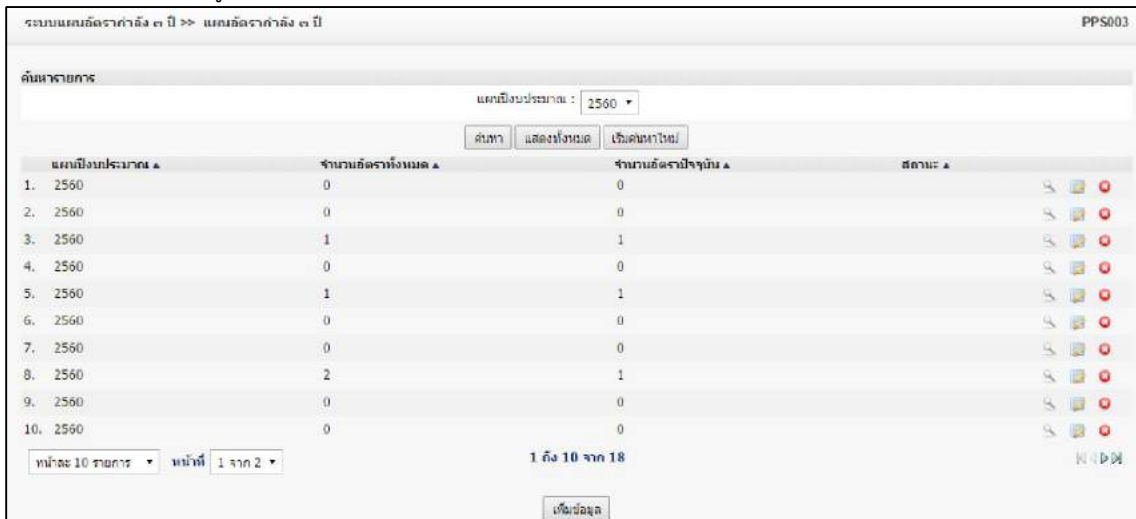 ระบบแผนอัตรากำลัง ๓ ปี >> แผนอัตรากำลัง ๓ ปี PPS003
ค้นหารายการ
แผนปีงบประมาณ : 2560
ค้นหา แสดงทั้งหมด เริ่มค้นหาใหม่
แผนปีงบประมาณ จำนวนอัตราทั้งหมด จำนวนอัตราปัจจุบัน สถานะ
1. 2560 0 0
2. 2560 0 0
3. 2560 1 1
4. 2560 0 0
5. 2560 1 1
6. 2560 0 0
7. 2560 0 0
8. 2560 2 1
9. 2560 0 0
10. 2560 0 0
หน้าละ 10 รายการ หน้าที่ 1 จาก 2 1 ถึง 10 จาก 18
เพิ่มข้อมูล